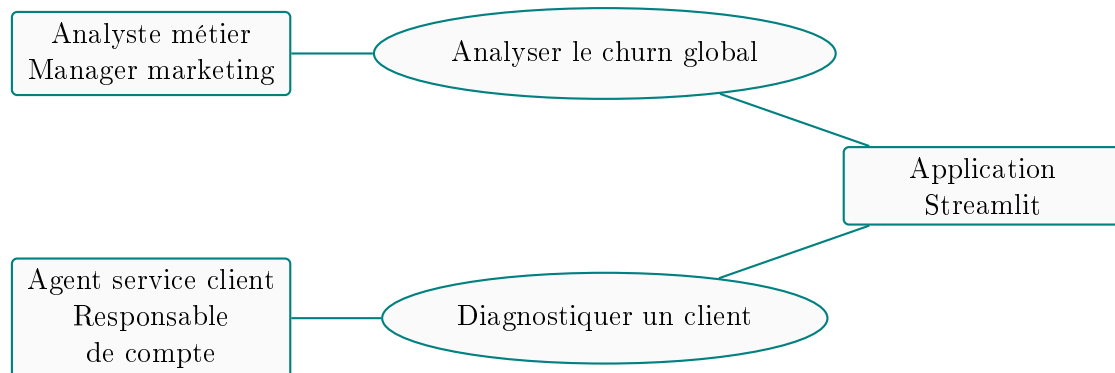 Analyste métier
Manager marketing
Analyser le churn global
Application
Streamlit
Agent service client
Responsable
de compte
Diagnostiquer un client